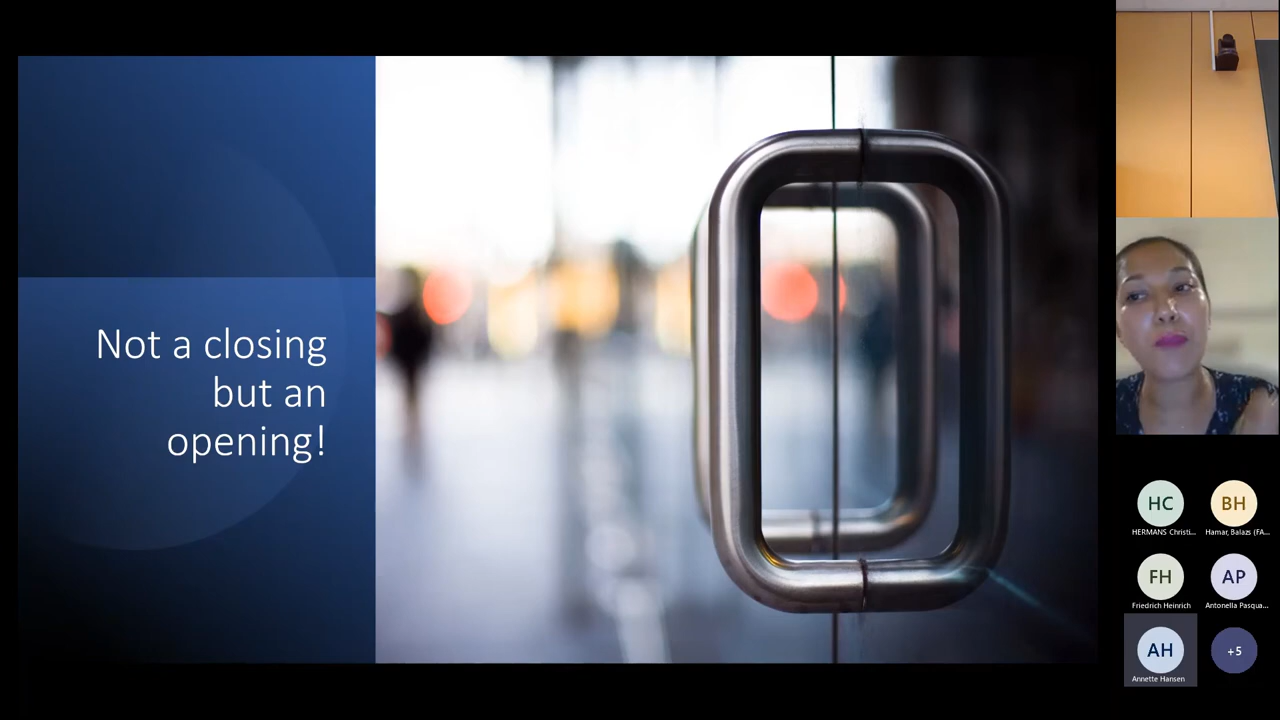 Not a closing
but an
opening!
HC
BH
HERMANS Christi...
Hamar, Balazs (FA...
FH
AP
Friedrich Heinrich
Antonella Pasqua...
AH
+5
Annette Hansen